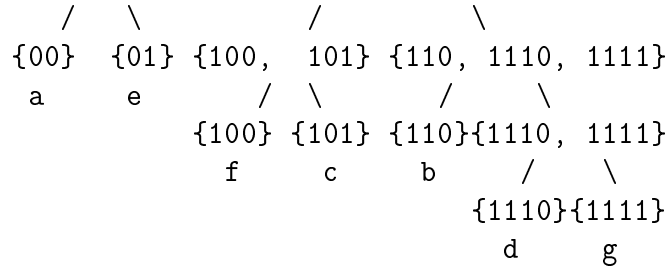 / \ / \
{00} {01} {100, 101} {110, 1110, 1111}
a e / \ / \
{100} {101} {110}{1110, 1111}
f c b / \
{1110}{1111}
d g